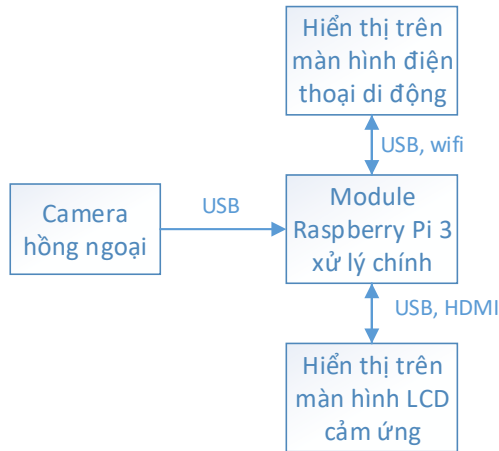 Hiển thị trên
màn hình điện
thoại di động
USB, wifi
Camera
hồng ngoại
USB
Module
Raspberry Pi 3
xử lý chính
USB, HDMI
Hiển thị trên
màn hình LCD
cảm ứng